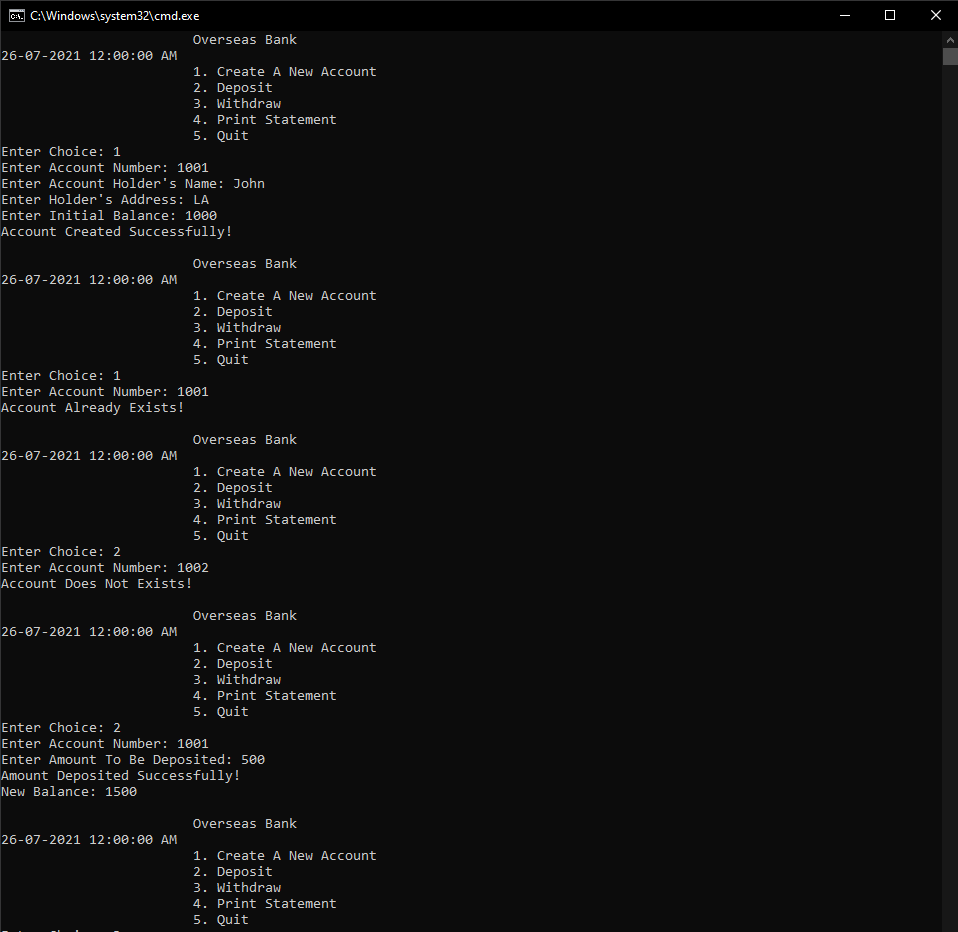 C:\Windows\system32\cmd.exe
Overseas Bank
26-07-2021 12:00:00 AM
1. Create A New Account
2. Deposit
3. Withdraw
4. Print Statement
5. Quit
Enter Choice: 1
Enter Account Number: 1001
Enter Account Holder's Name: John
Enter Holder's Address: LA
Enter Initial Balance: 1000
Account Created Successfully!
Overseas Bank
26-07-2021 12:00:00 AM
1. Create A New Account
2. Deposit
3. Withdraw
4. Print Statement
5. Quit
Enter Choice: 1
Enter Account Number: 1001
Account Already Exists!
Overseas Bank
26-07-2021 12:00:00 AM
1. Create A New Account
2. Deposit
3. Withdraw
4. Print Statement
5. Quit
Enter Choice: 2
Enter Account Number: 1002
Account Does Not Exists!
Overseas Bank
26-07-2021 12:00:00 AM
1. Create A New Account
2. Deposit
3. Withdraw
4. Print Statement
5. Quit
Enter Choice: 2
Enter Account Number: 1001
Enter Amount To Be Deposited: 500
Amount Deposited Successfully!
New Balance: 1500
Overseas Bank
26-07-2021 12:00:00 AM
1. Create A New Account
2. Deposit
3. Withdraw
4. Print Statement
5. Quit